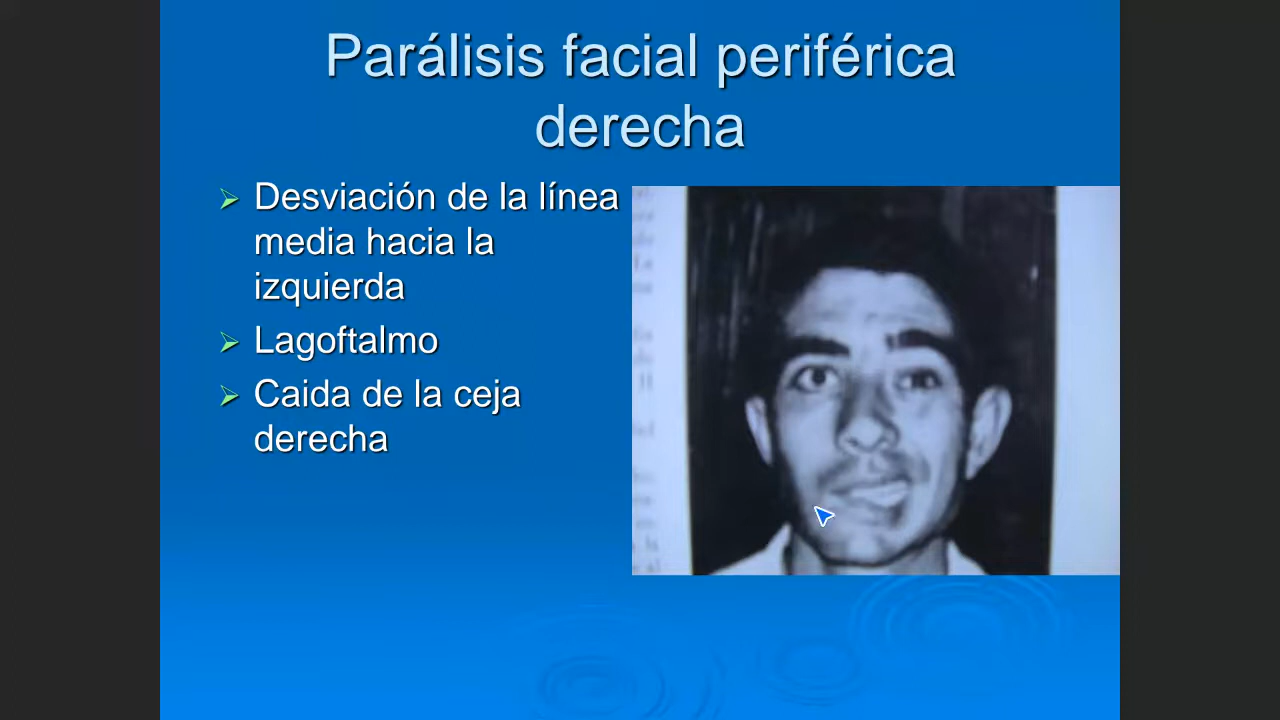 Parálisis facial periférica
derecha
Desviación de la línea
media hacia la
izquierda
Lagoftalmo
Caida de la ceja
derecha